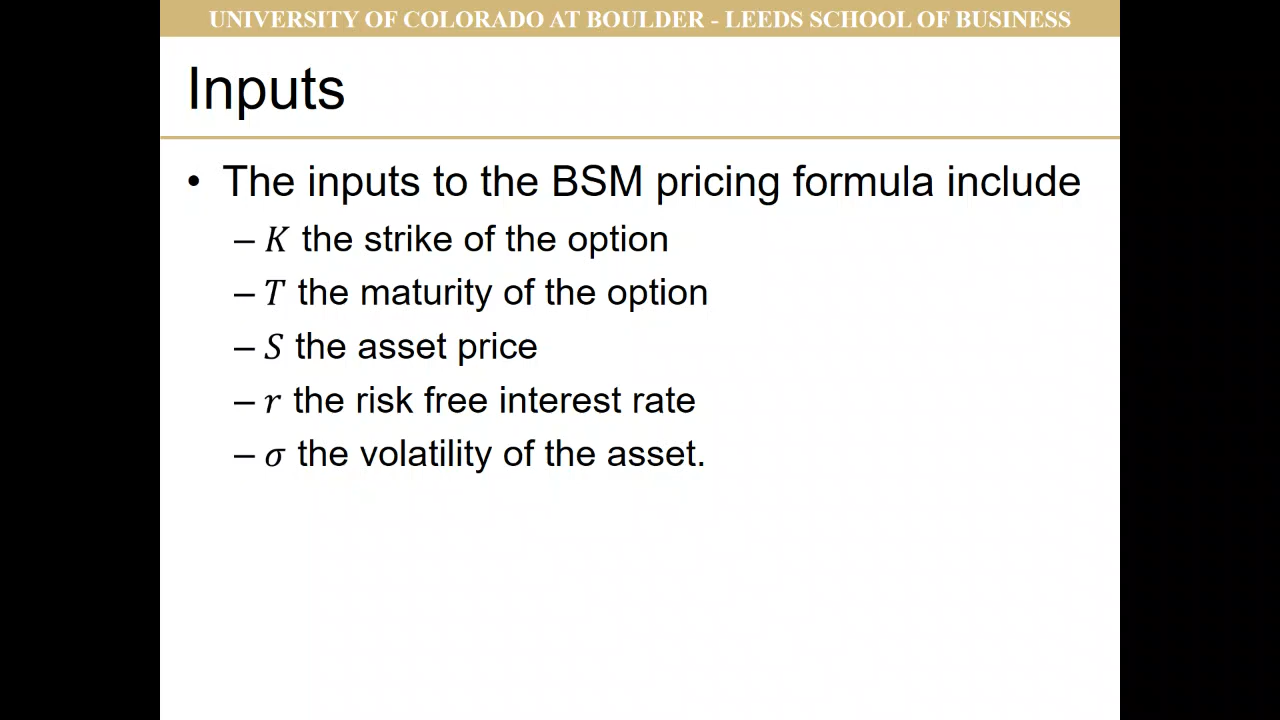 UNIVERSITY OF COLORADO AT BOULDER - LEEDS SCHOOL OF BUSINESS
Inputs
• The inputs to the BSM pricing formula include
– K the strike of the option
– T the maturity of the option
– S the asset price
– r the risk free interest rate
– σ the volatility of the asset.